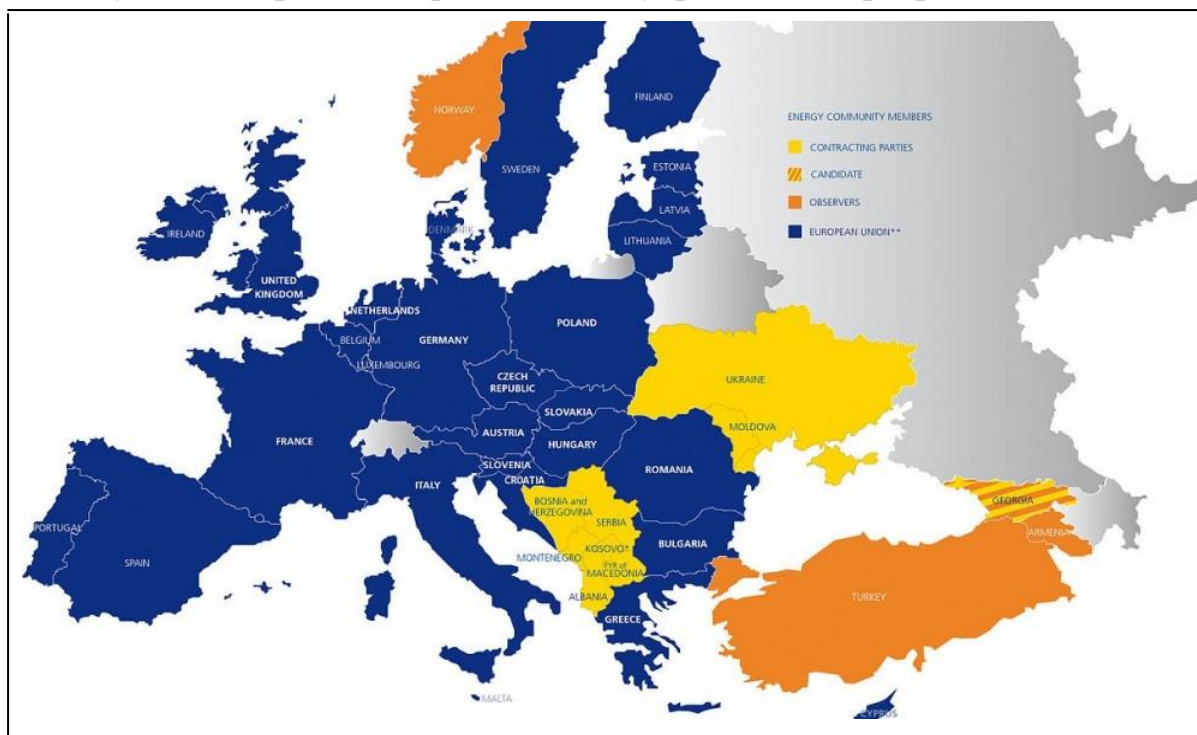 NORWAY
FINLAND
SWEDEN
ENERGY COMMUNITY MEMBERS
CONTRACTING PARTIES
CANDIDATE
OBSERVERS
EUROPEAN UNION**
ESTONIA
LATVIA
LITHUANIA
DENMARK
IRELAND
UNITED
KINGDOM
NETHERLANDS
BELGIUM
LUXEMBOURG
GERMANY
POLAND
CZECH
REPUBLIC
SLOVAKIA
AUSTRIA
HUNGARY
SLOVENIA
CROATIA
FRANCE
ITALY
ROMANIA
UKRAINE
MOLDOVA
PORTUGAL
SPAIN
BOSNIA and
HERZEGOVINA
SERBIA
MONTENEGRO
KOSOVO*
FYR of
MACEDONIA
ALBANIA
BULGARIA
GREECE
GEORGIA
ARMENIA
TURKEY
MALTA
CYPRUS